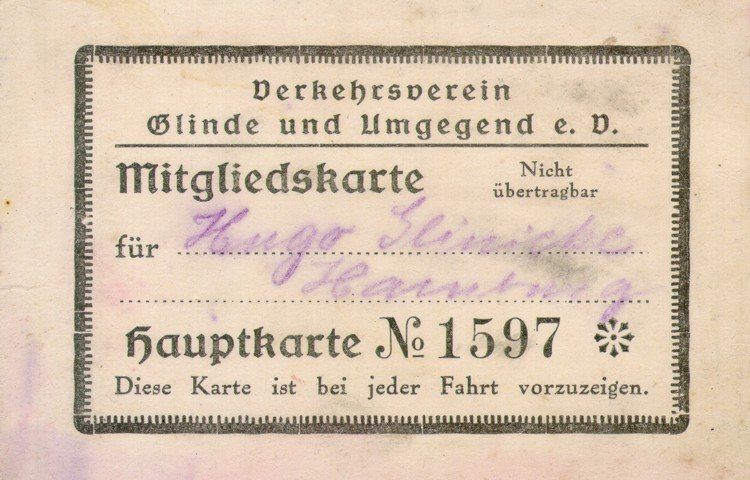 Verkehrsverein
Glinde und Umgegend e. V.
Mitgliedskarte
Nicht
übertragbar
für Hugo Glinicke
Hamburg
Hauptkarte № 1597
Diese Karte ist bei jeder Fahrt vorzuzeigen.